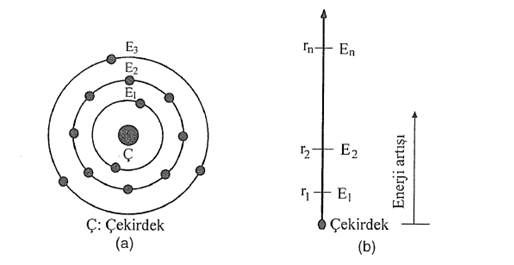 E3
E2
E1
Ç
Ç: Çekirdek
(a)
rn En
r2 E2
r1 E1
Çekirdek
Enerji artışı
(b)